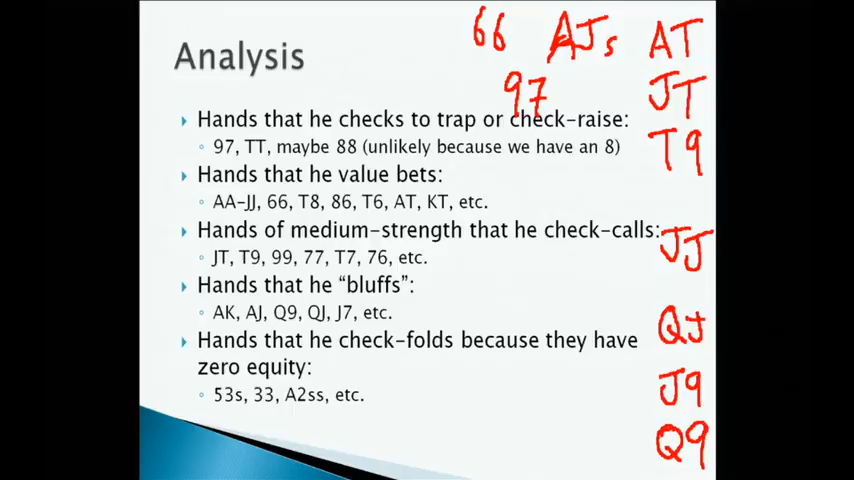 66 AJs AT
Analysis
97 JT
Hands that he checks to trap or check-raise:
97, TT, maybe 88 (unlikely because we have an 8) T9
Hands that he value bets:
AA-JJ, 66, T8, 86, T6, AT, KT, etc.
Hands of medium-strength that he check-calls:
JJ
JT, T9, 99, 77, T7, 76, etc.
Hands that he “bluffs”:
AK, AJ, Q9, QJ, J7, etc.
QJ
Hands that he check-folds because they have
zero equity:
J9
53s, 33, A2ss, etc.
Q9